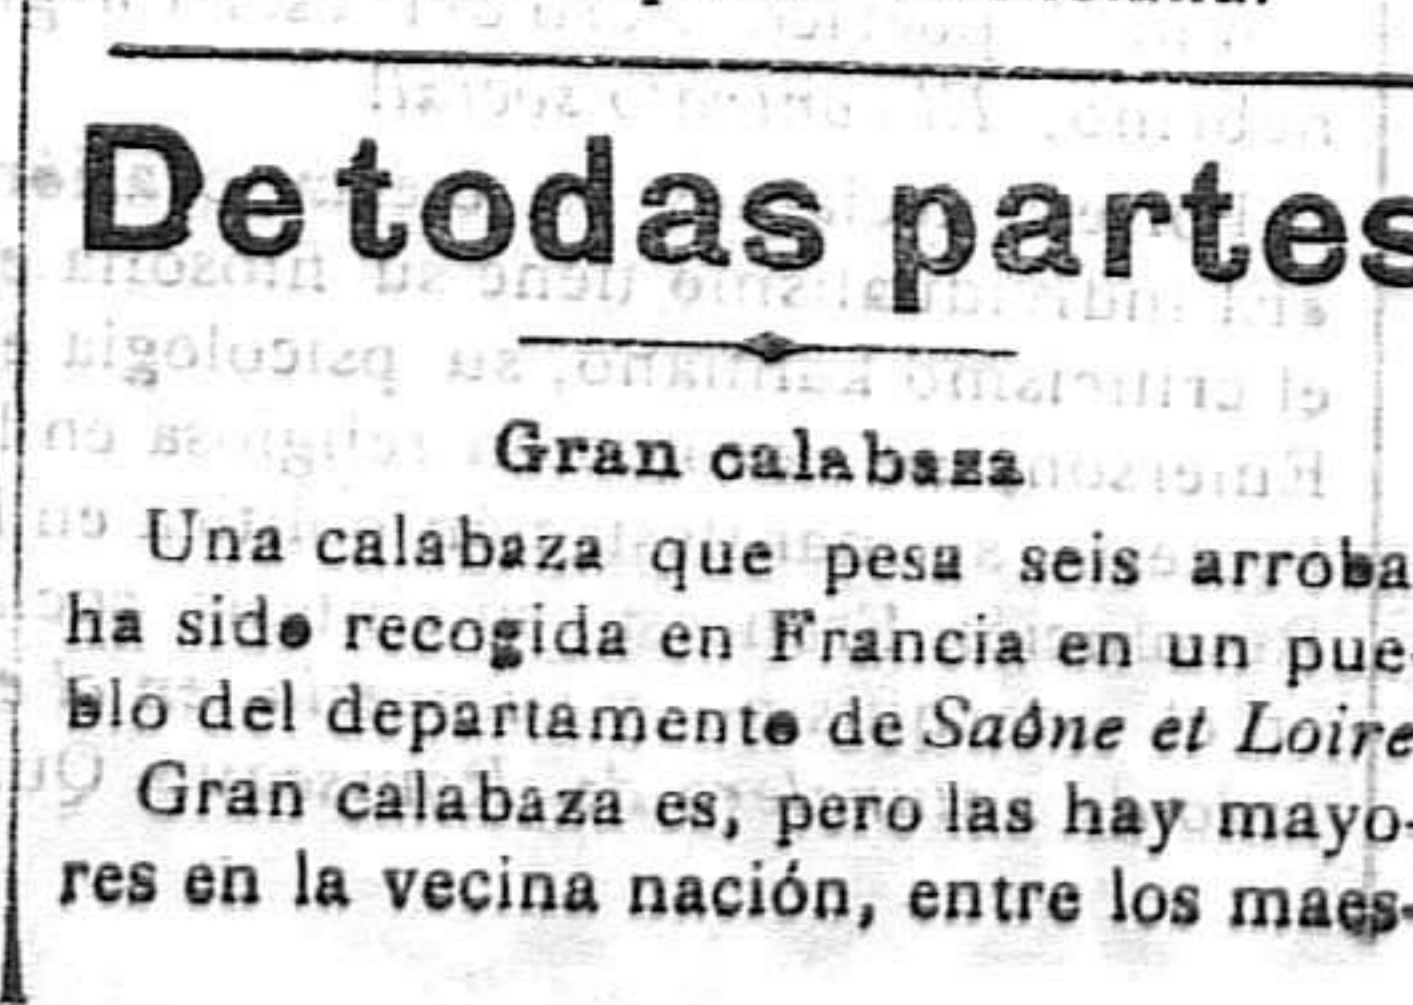 De todas partes
Gran calabaza
Una calabaza que pesa seis arroba
ha sido recogida en Francia en un pue-
blo del departamento de Saône et Loire
Gran calabaza es, pero las hay mayo-
res en la vecina nación, entre los maes-